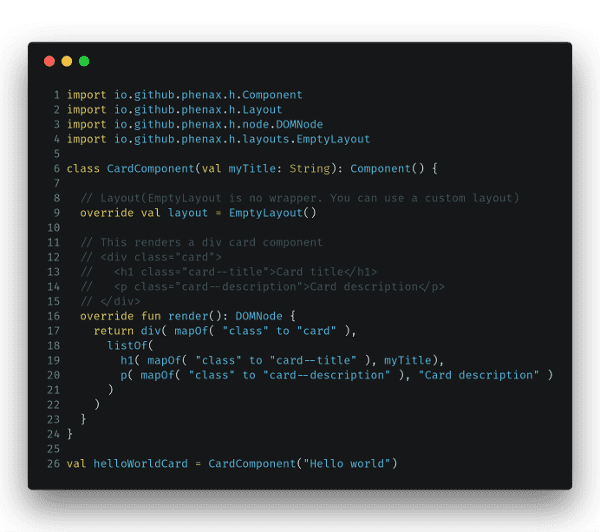 1 import io.github.phenax.h.Component
2 import io.github.phenax.h.Layout
3 import io.github.phenax.h.node.DOMNode
4 import io.github.phenax.h.layouts.EmptyLayout
5
6 class CardComponent(val myTitle: String): Component() {
7
8   // Layout(EmptyLayout is no wrapper. You can use a custom layout)
9   override val layout = EmptyLayout()
10
11   // This renders a div card component
12   // <div class="card">
13   //   <h1 class="card--title">Card title</h1>
14   //   <p class="card--description">Card description</p>
15   // </div>
16   override fun render(): DOMNode {
17     return div( mapOf( "class" to "card" ),
18       listOf(
19         h1( mapOf( "class" to "card--title" ), myTitle),
20         p( mapOf( "class" to "card--description" ), "Card description" )
21       )
22     )
23   }
24 }
25
26 val helloWorldCard = CardComponent("Hello world")